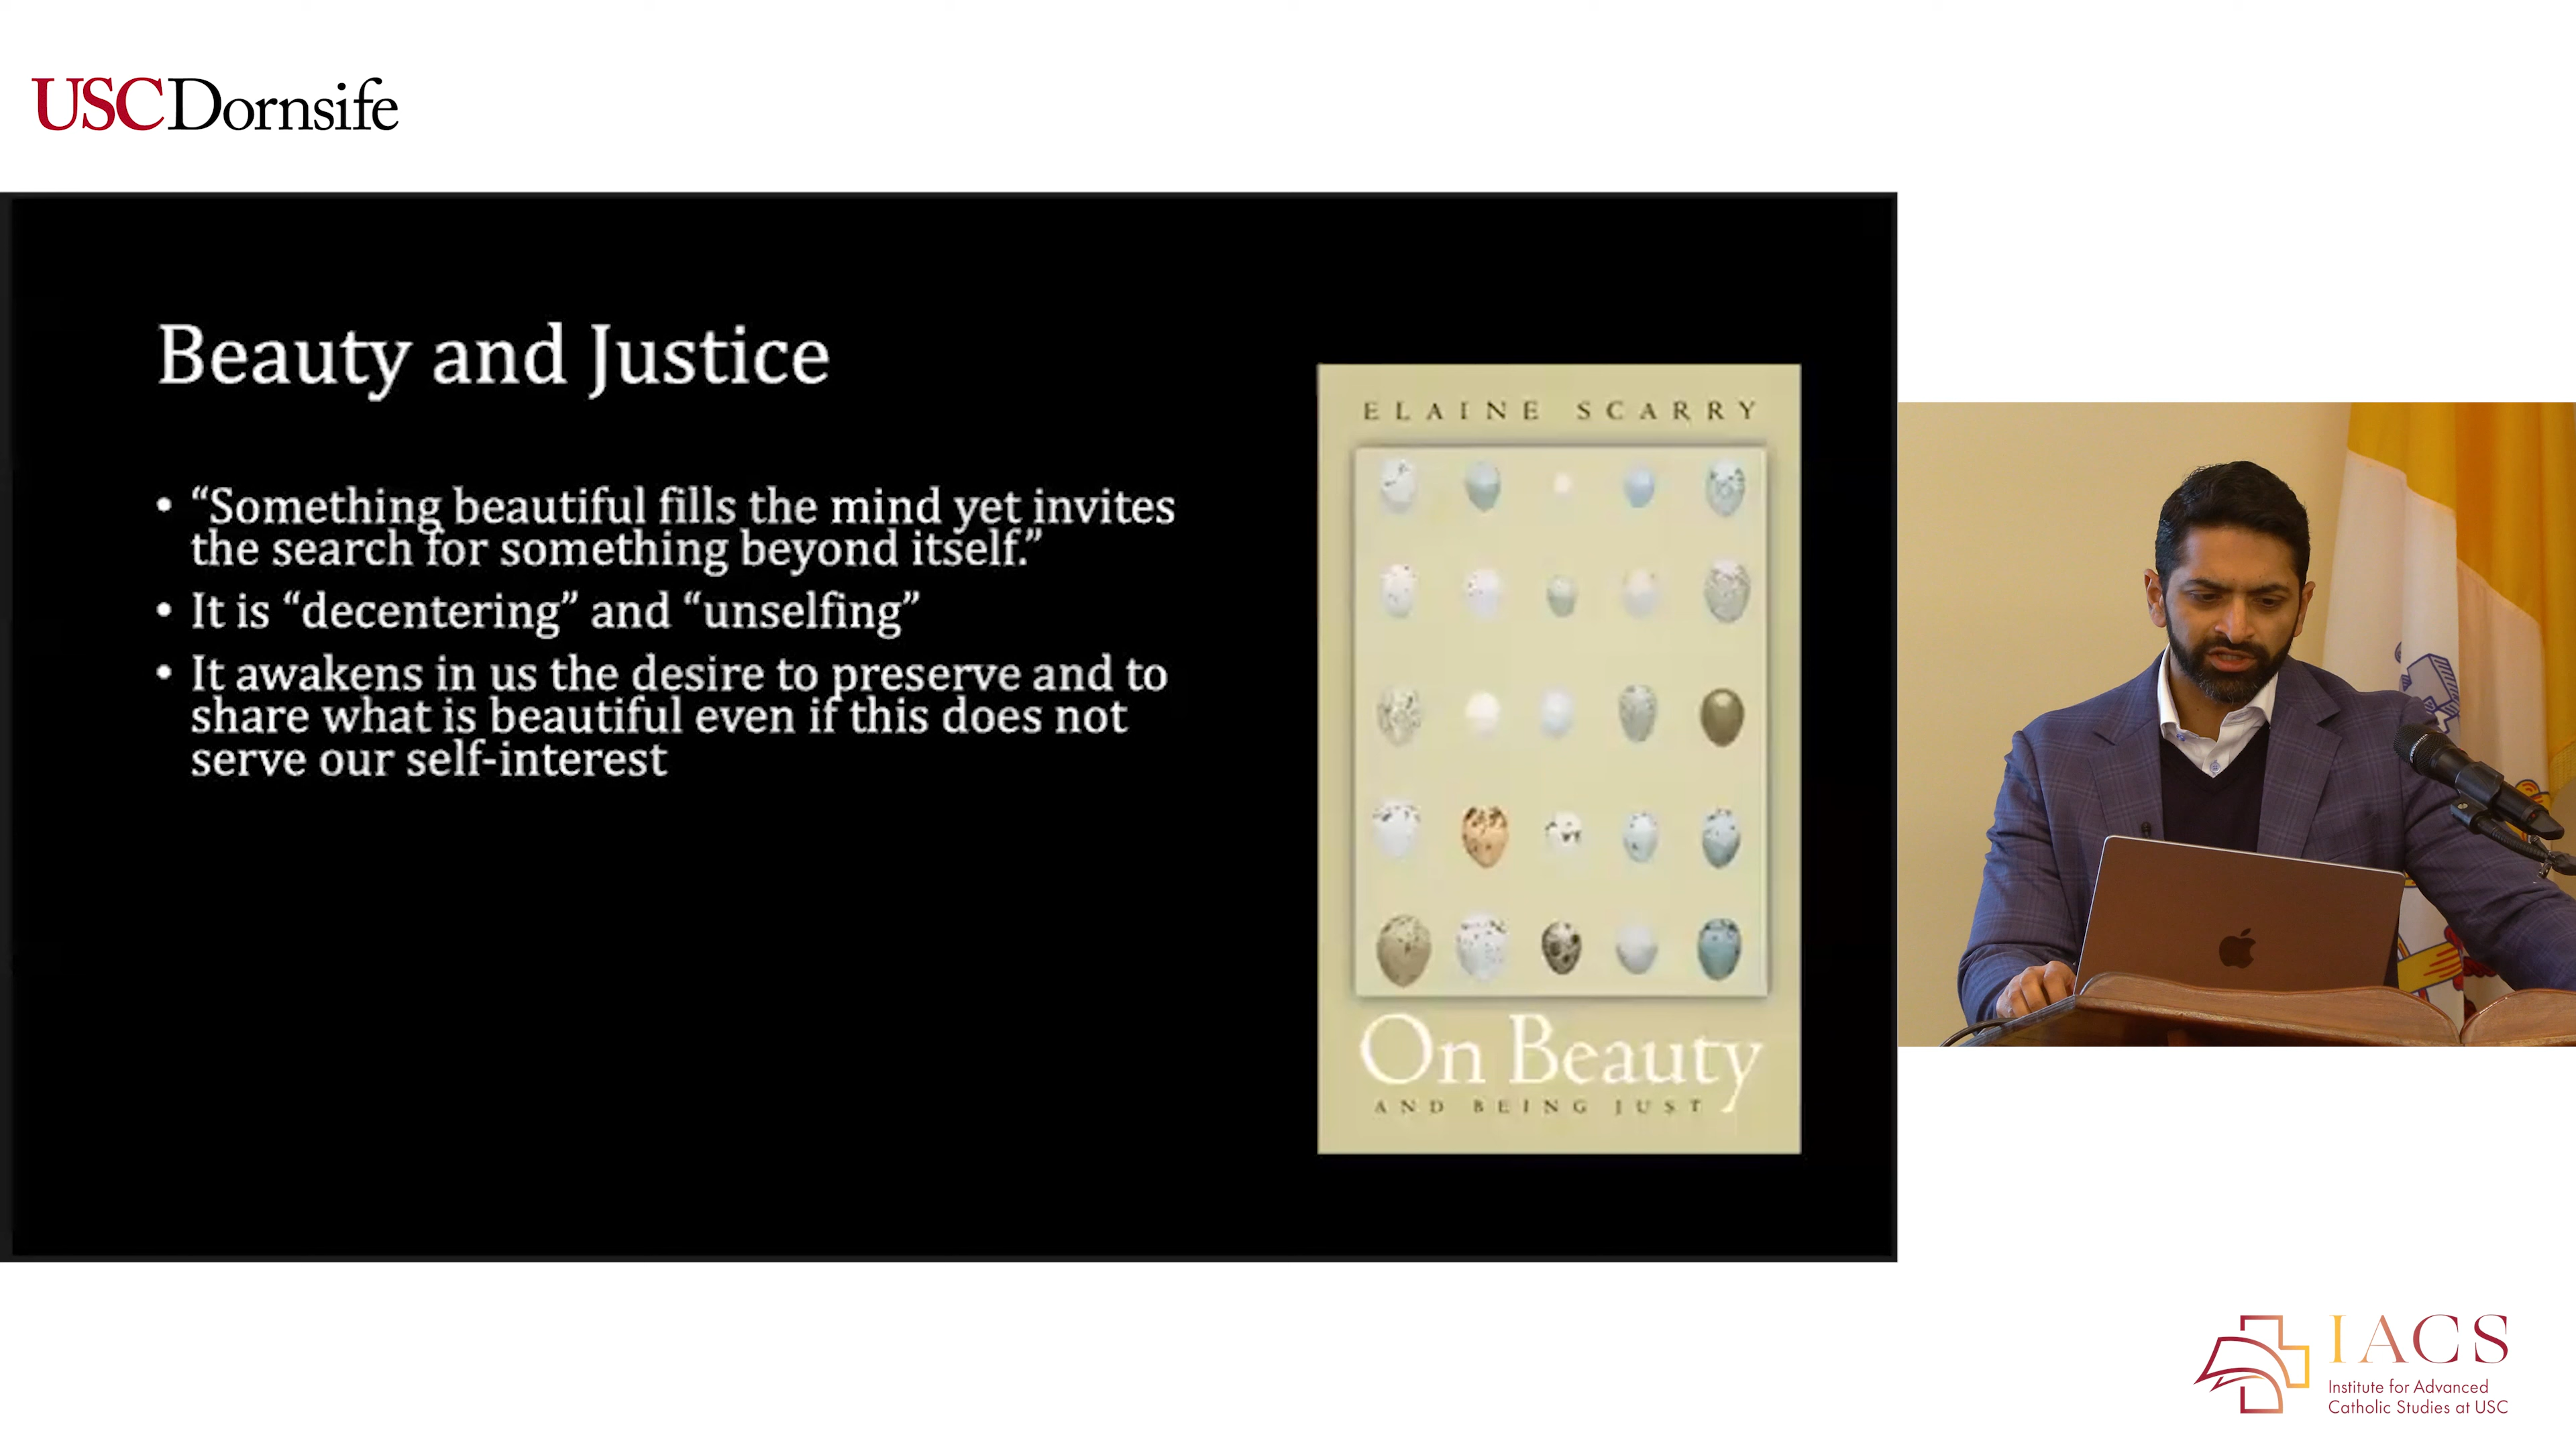 USC Dornsife
Beauty and Justice
• “Something beautiful fills the mind yet invites
the search for something beyond itself.”
• It is “decentering” and “unselfing”
• It awakens in us the desire to preserve and to
share what is beautiful even if this does not
serve our self-interest
ELAINE SCARRY
On Beauty
AND BEING JUST
IACS
Institute for Advanced
Catholic Studies at USC